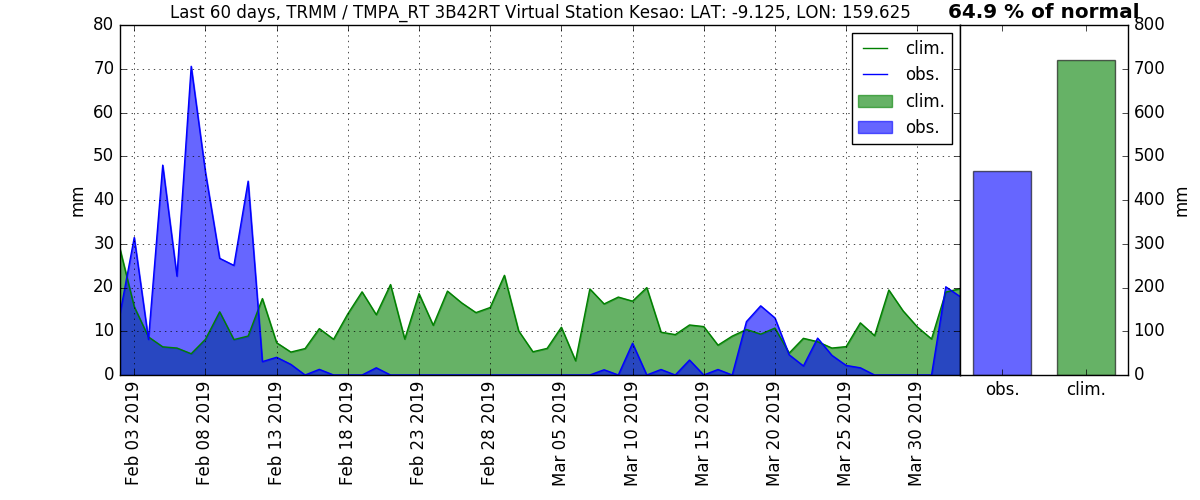 Last 60 days, TRMM / TMPA_RT 3B42RT Virtual Station Kesao: LAT: -9.125, LON: 159.625
64.9 % of normal
80
70
60
50
40
30
20
10
0
mm
clim.
obs.
clim.
obs.
800
700
600
500
400
300
200
100
0
mm
Feb 03 2019
Feb 08 2019
Feb 13 2019
Feb 18 2019
Feb 23 2019
Feb 28 2019
Mar 05 2019
Mar 10 2019
Mar 15 2019
Mar 20 2019
Mar 25 2019
Mar 30 2019
obs.
clim.